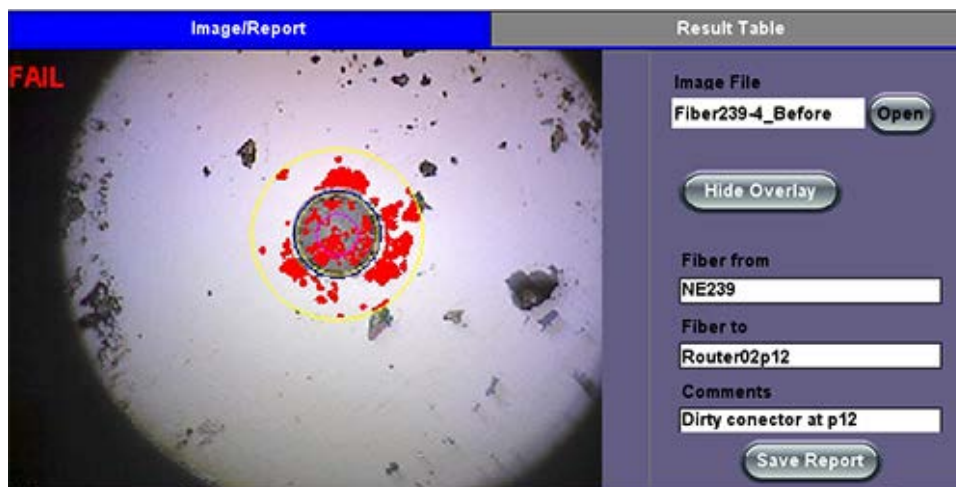 Image/Report
Result Table
FAIL
Image File
Fiber239-4_Before
Open
Hide Overlay
Fiber from
NE239
Fiber to
Router02p12
Comments
Dirty conector at p12
Save Report